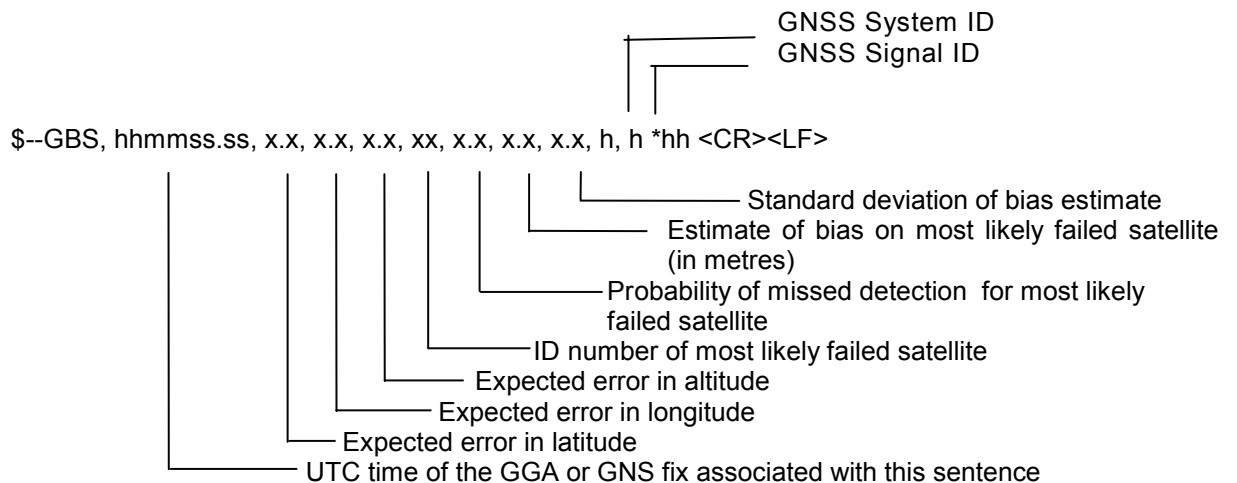 GNSS System ID
GNSS Signal ID
$--GBS, hhmmss.ss, x.x, x.x, x.x, xx, x.x, x.x, x.x, h, h *hh <CR><LF>
Standard deviation of bias estimate
Estimate of bias on most likely failed satellite
(in metres)
Probability of missed detection for most likely
failed satellite
ID number of most likely failed satellite
Expected error in altitude
Expected error in longitude
Expected error in latitude
UTC time of the GGA or GNS fix associated with this sentence